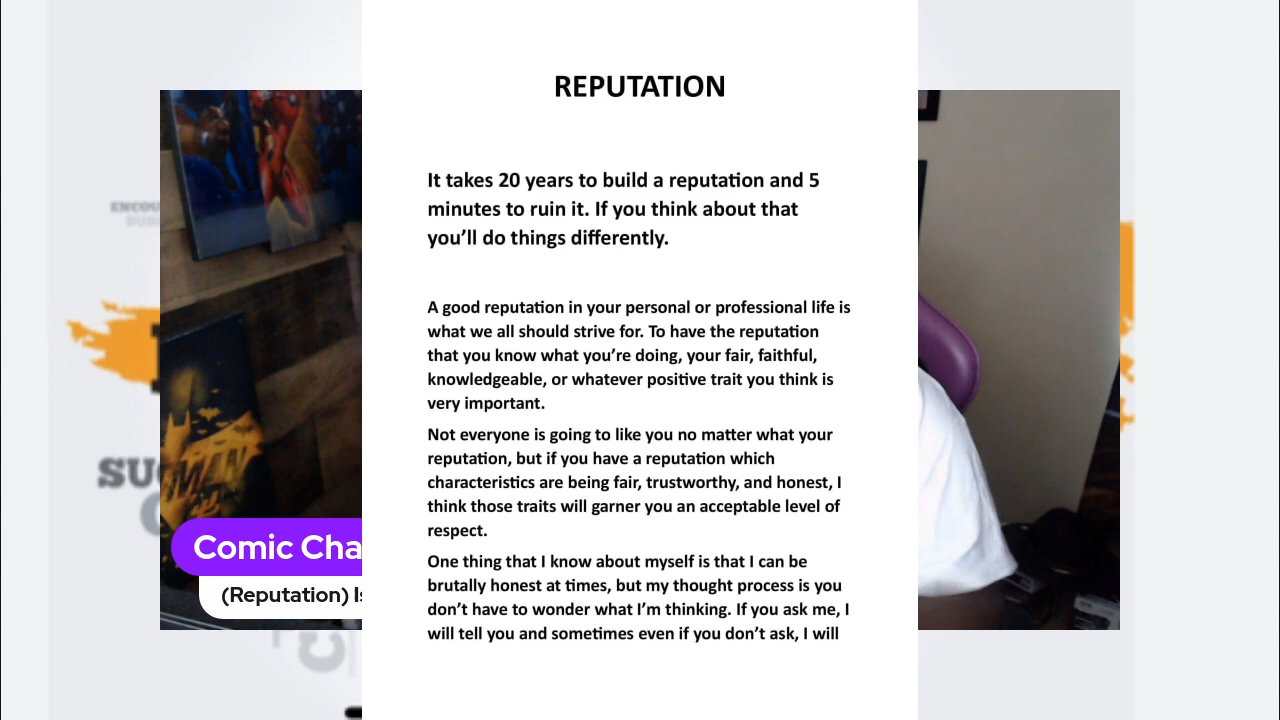 REPUTATION
It takes 20 years to build a reputation and 5
minutes to ruin it. If you think about that
you’ll do things differently.
A good reputation in your personal or professional life is
what we all should strive for. To have the reputation
that you know what you’re doing, your fair, faithful,
knowledgeable, or whatever positive trait you think is
very important.
Not everyone is going to like you no matter what your
reputation, but if you have a reputation which
characteristics are being fair, trustworthy, and honest, I
think those traits will garner you an acceptable level of
respect.
One thing that I know about myself is that I can be
brutally honest at times, but my thought process is you
don’t have to wonder what I’m thinking. If you ask me, I
will tell you and sometimes even if you don’t ask, I will
Comic Cha
(Reputation) Is